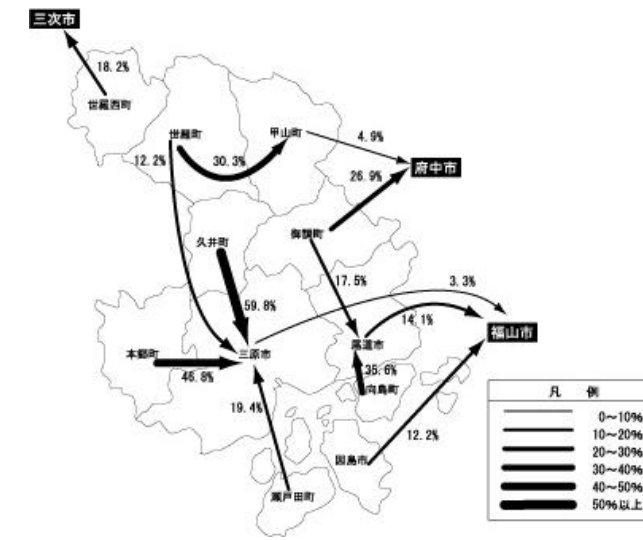 三次市
18.2%
世羅西町
世羅町
甲山町
4.9%
12.2%
30.3%
府中市
26.9%
久井町
御調町
17.5%
3.3%
59.8%
14.1%
福山市
本郷町
三原市
尾道市
46.8%
35.6%
向島町
19.4%
12.2%
因島市
瀬戸田町
凡 例
0～10%
10～20%
20～30%
30～40%
40～50%
50%以上